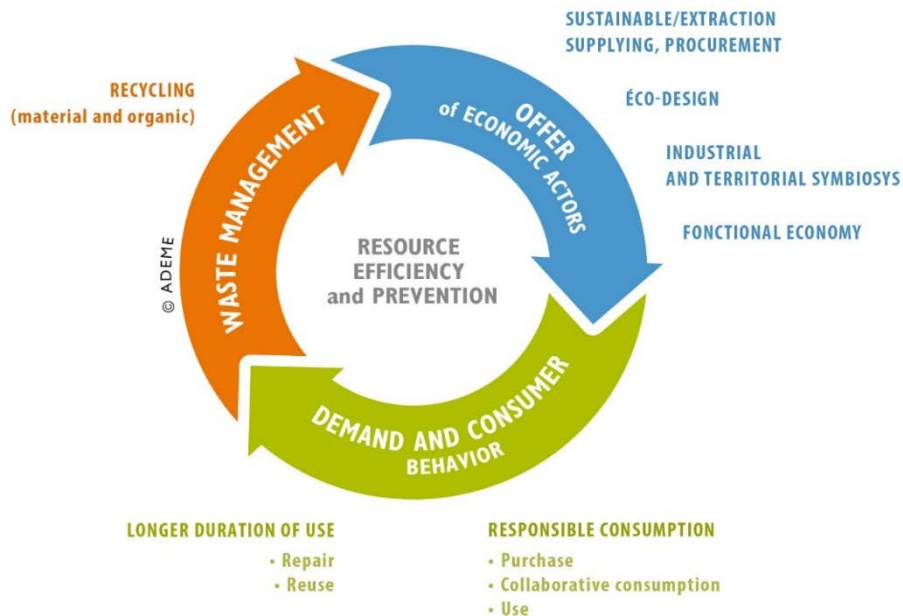 SUSTAINABLE/EXTRACTION
SUPPLYING, PROCUREMENT
RECYCLING
(material and organic)
ÉCO-DESIGN
INDUSTRIAL
AND TERRITORIAL SYMBIOSYS
FONCTIONAL ECONOMY
OFFER
of ECONOMIC ACTORS
WASTE MANAGEMENT
© ADEME
RESOURCE
EFFICIENCY
and PREVENTION
DEMAND AND CONSUMER
BEHAVIOR
LONGER DURATION OF USE
• Repair
• Reuse
RESPONSIBLE CONSUMPTION
• Purchase
• Collaborative consumption
• Use